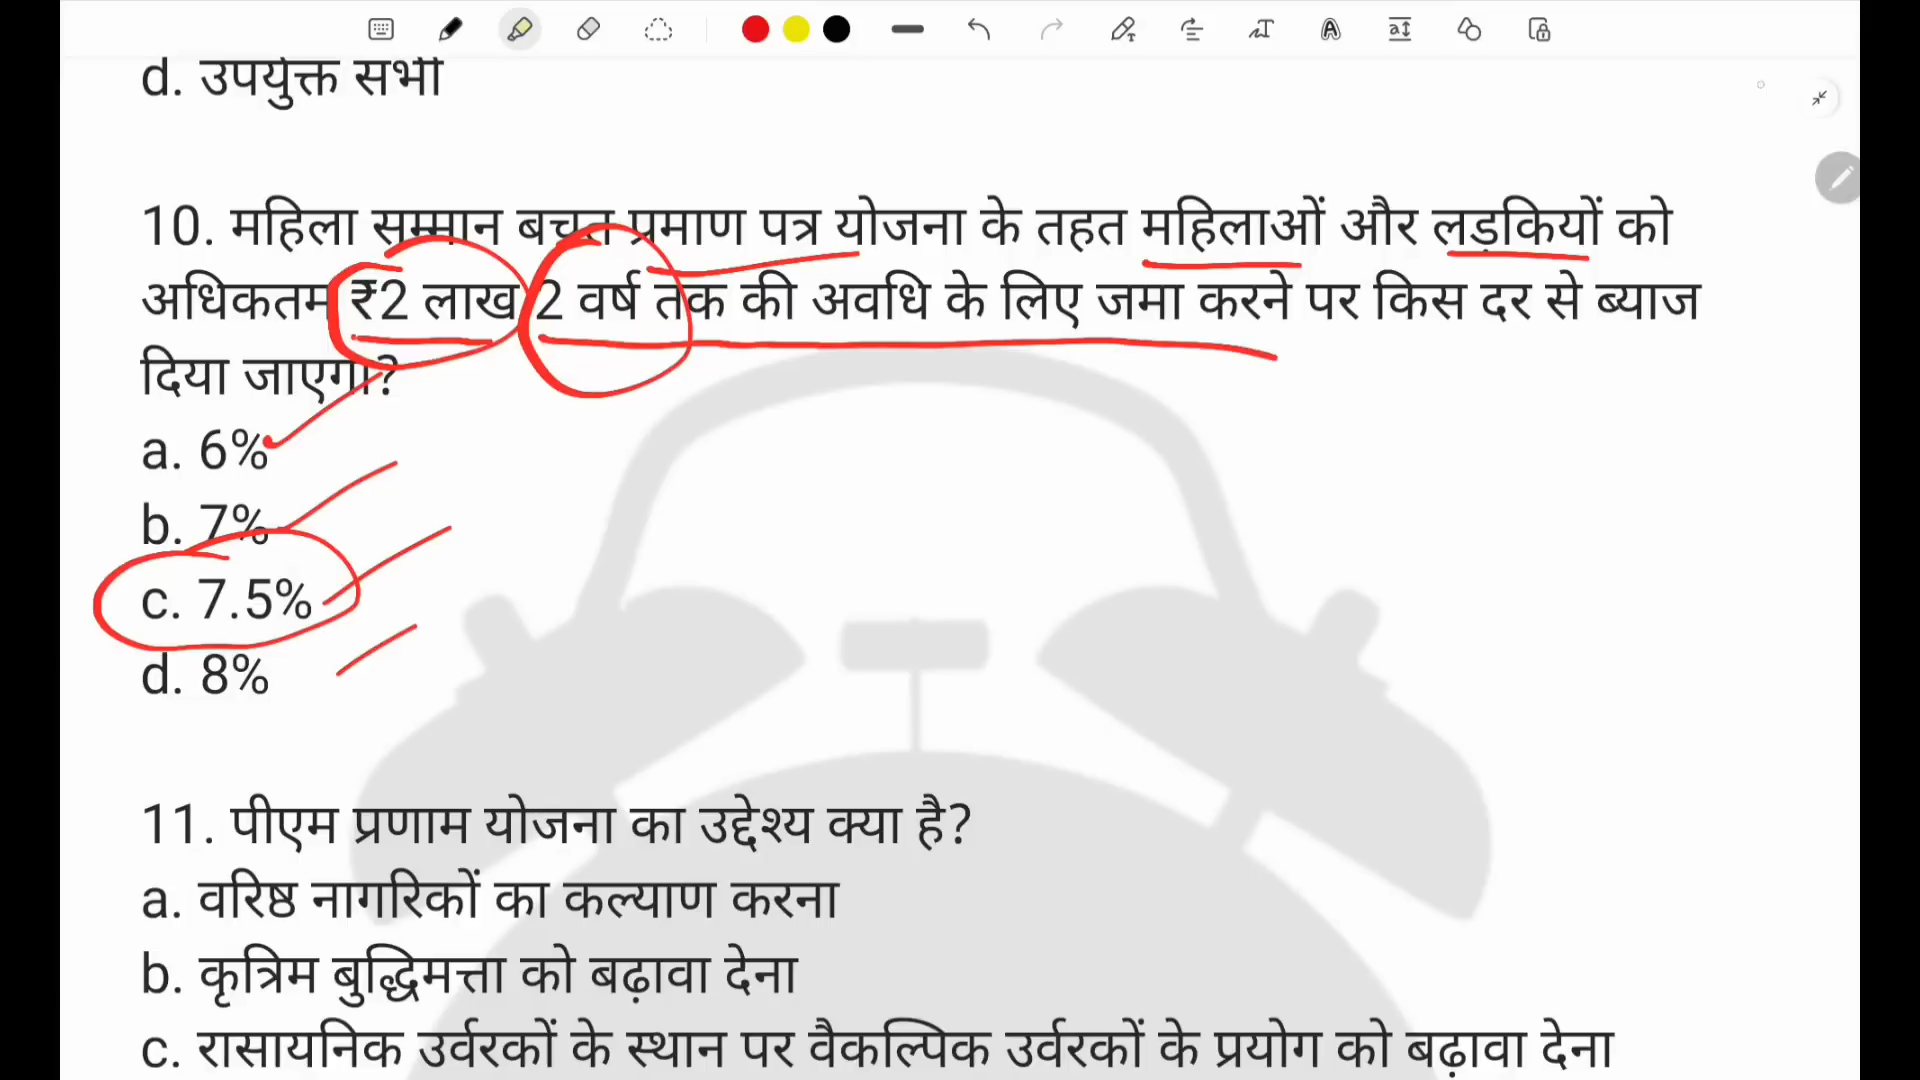 d. उपर्युक्त सभी
10. महिला सम्मान बचत प्रमाण पत्र योजना के तहत महिलाओं और लड़कियों को
अधिकतम ₹2 लाख 2 वर्ष तक की अवधि के लिए जमा करने पर किस दर से ब्याज
दिया जाएगा?
a. 6%
b. 7%
c. 7.5%
d. 8%
11. पीएम प्रणाम योजना का उद्देश्य क्या है?
a. वरिष्ठ नागरिकों का कल्याण करना
b. कृत्रिम बुद्धिमत्ता को बढ़ावा देना
c. रासायनिक उर्वरकों के स्थान पर वैकल्पिक उर्वरकों के प्रयोग को बढ़ावा देना